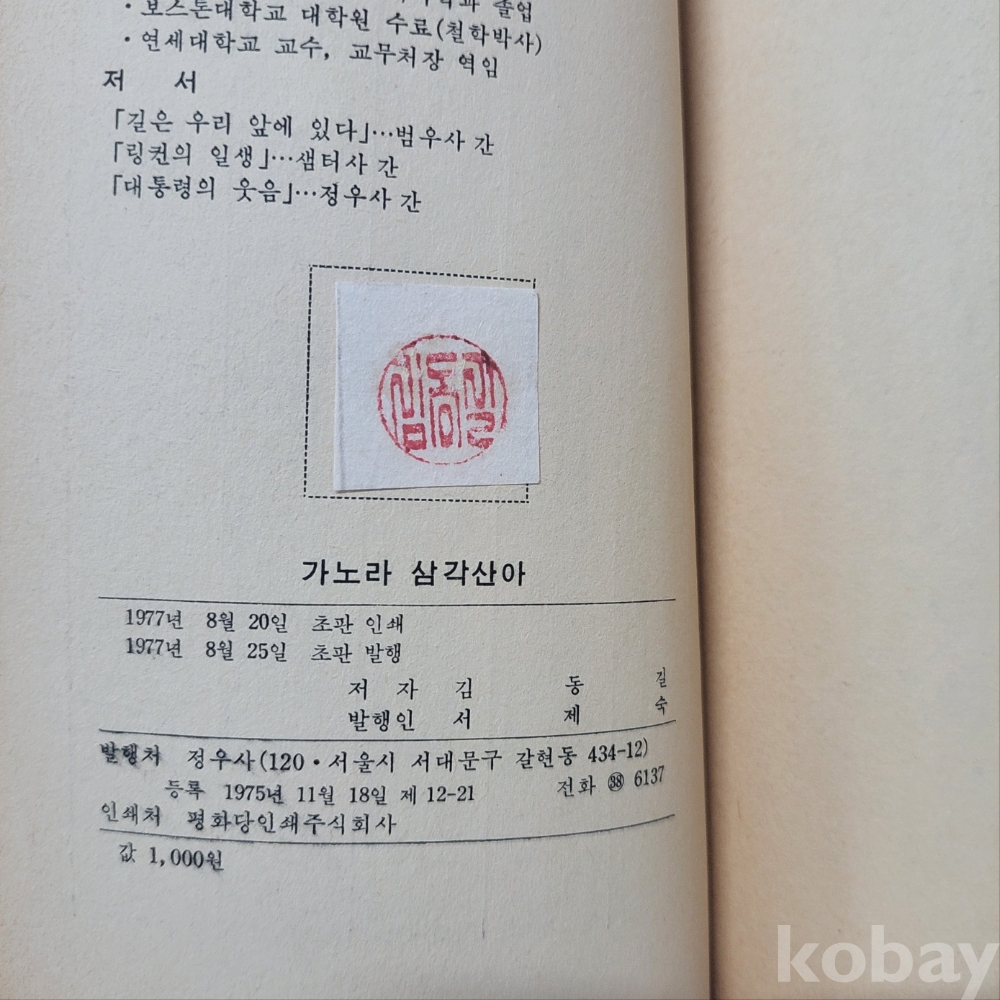 졸업
· 보스톤대학교 대학원 수료(철학박사)
· 연세대학교 교수, 교무처장 역임
저 서
「길은 우리 앞에 있다」…범우사 간
「링컨의 일생」…샘터사 간
「대통령의 웃음」…정우사 간
김동길
가노라 삼각산아
1977년 8월 20일 초판 인쇄
1977년 8월 25일 초판 발행
저 자 김 동 길
발행인 서 제 숙
발행처 정우사(120·서울시 서대문구 갈현동 434-12)
등록 1975년 11월 18일 제 12-21 전화 ㊳ 6137
인쇄처 평화당인쇄주식회사
값 1,000원
kobay